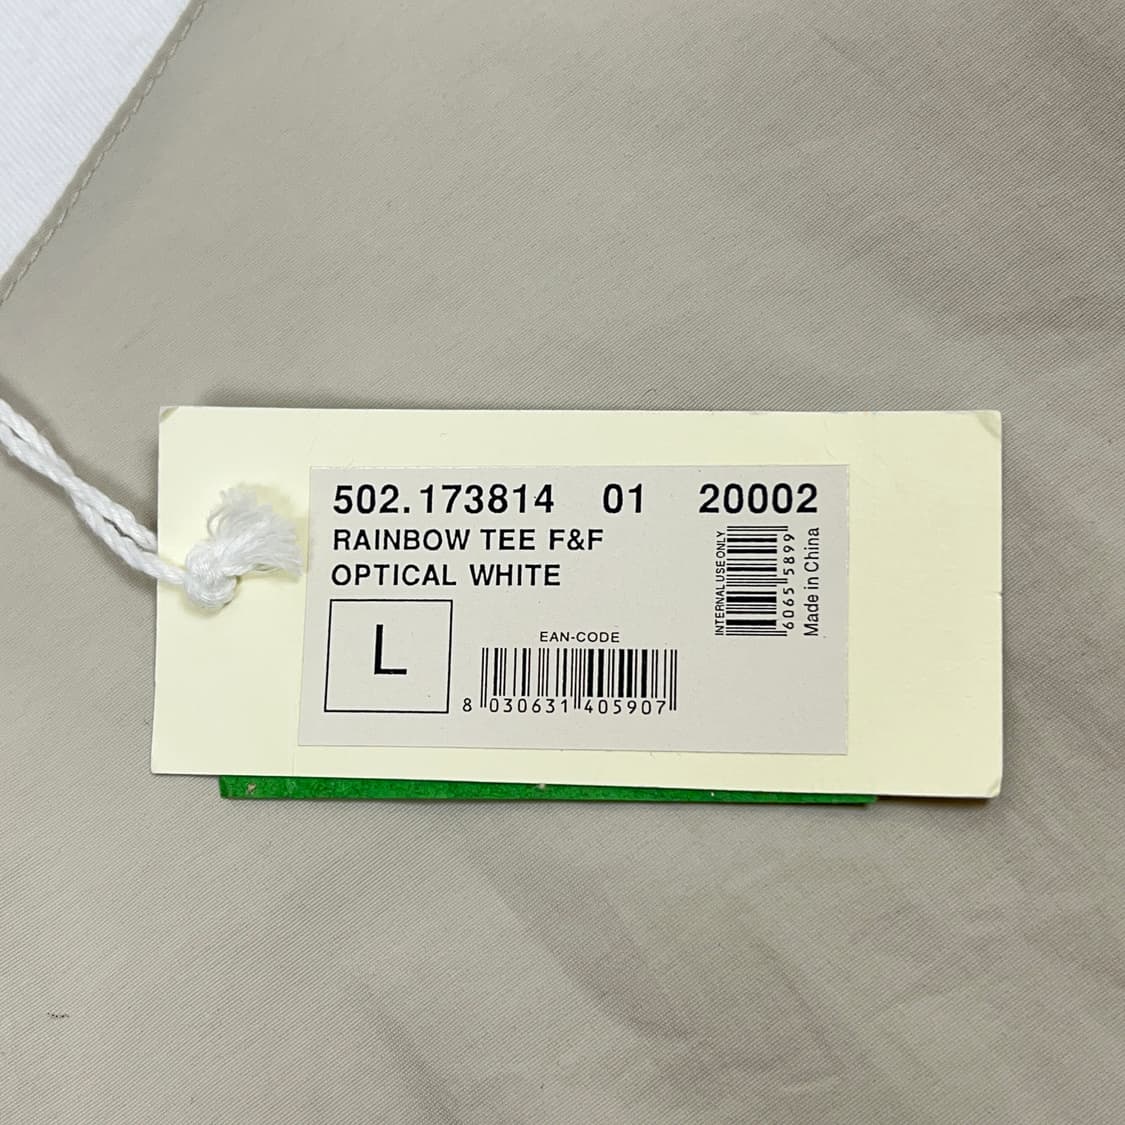 502.173814 01 20002
RAINBOW TEE F&F
OPTICAL WHITE
L
EAN-CODE
8 030631 405907
INTERNAL USE ONLY
6065 5899
Made in China